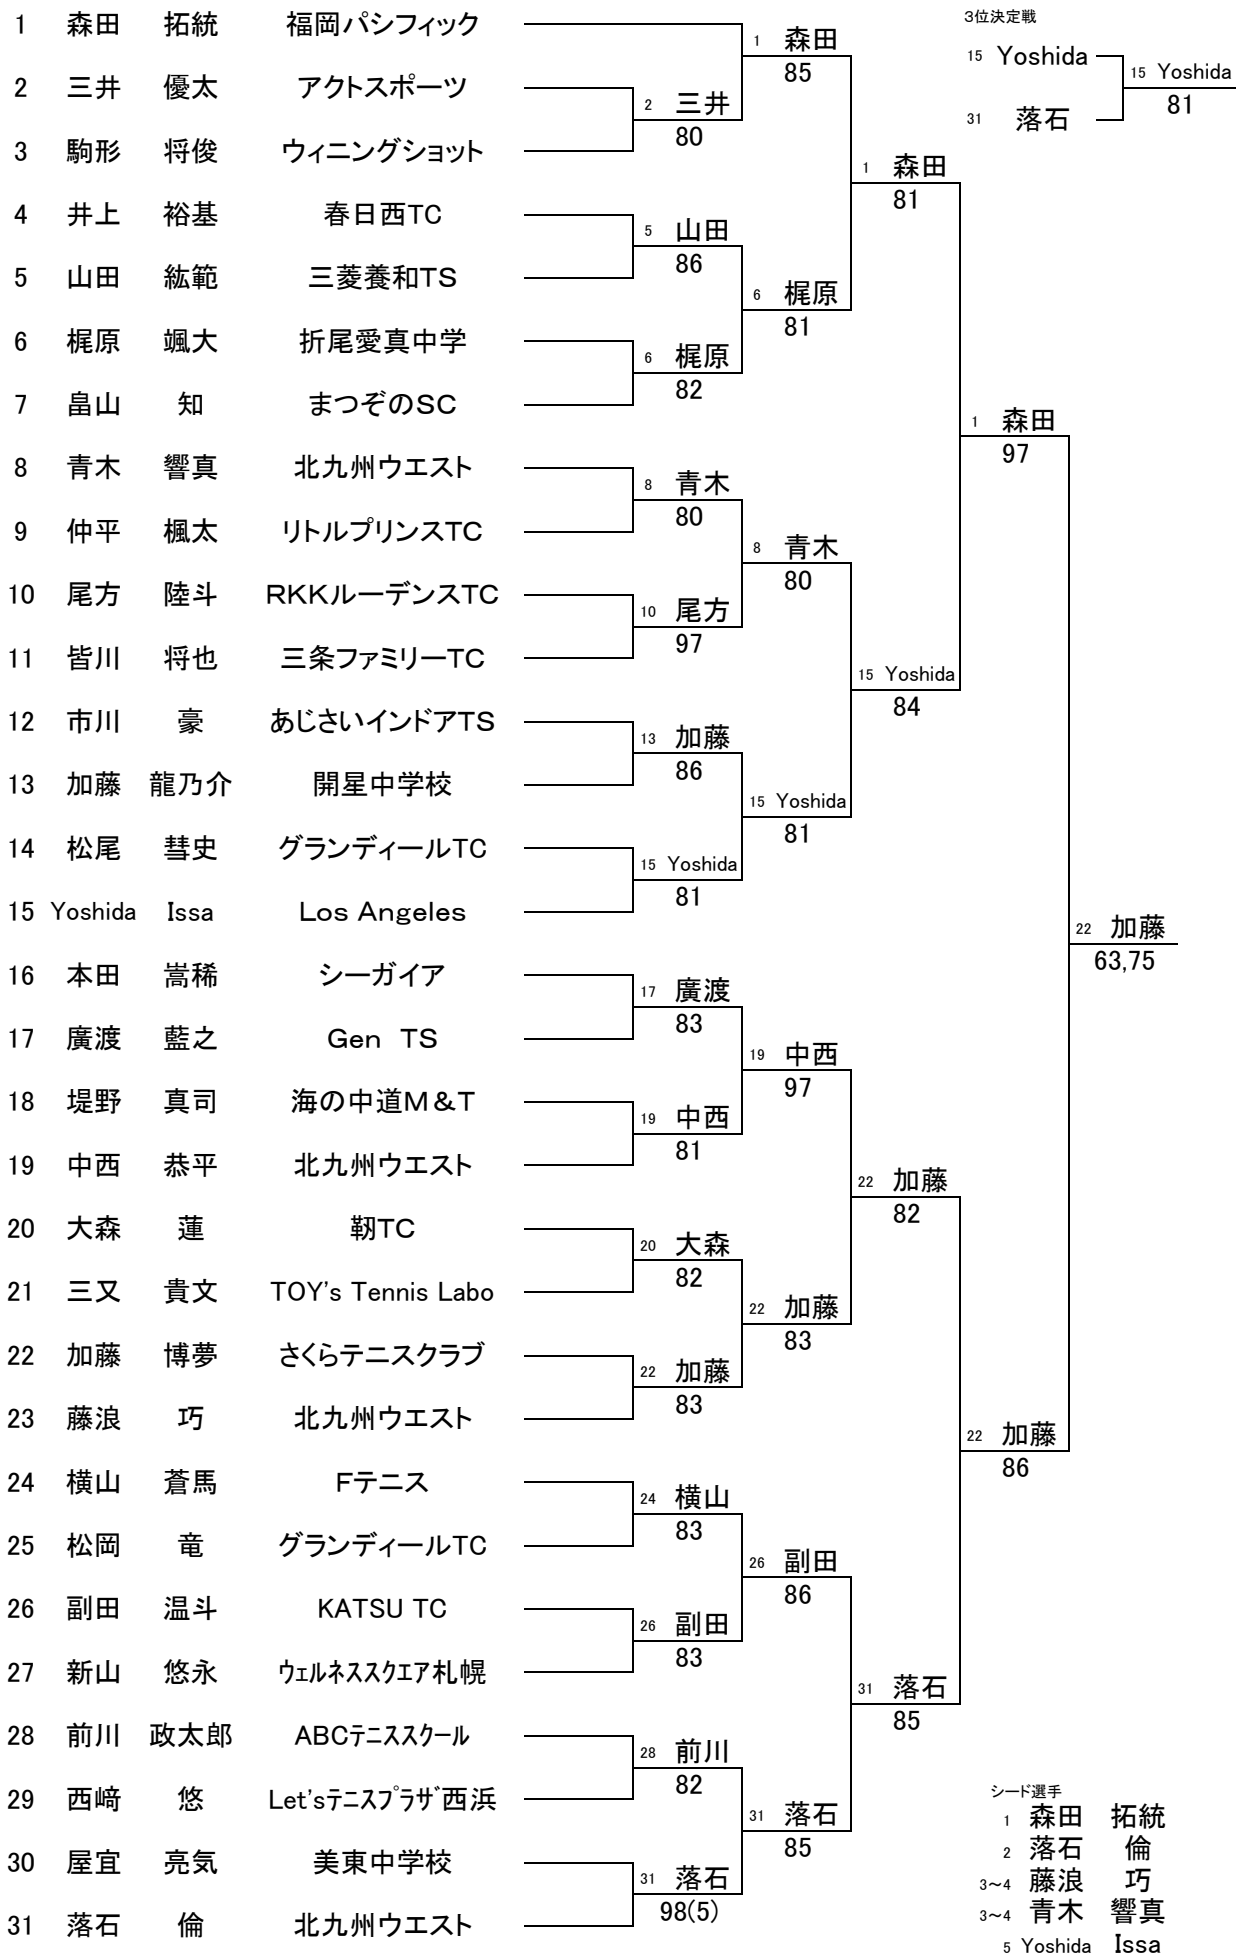 1 森田 拓統 福岡パシフィック
2 三井 優太 アクトスポーツ
3 駒形 将俊 ウィニングショット
4 井上 裕基 春日西TC
5 山田 紘範 三菱養和TS
6 梶原 颯大 折尾愛真中学
7 畠山 知 まつぞのSC
8 青木 響真 北九州ウエスト
9 仲平 楓太 リトルプリンスTC
10 尾方 陸斗 RKKルーデンスTC
11 皆川 将也 三条ファミリーTC
12 市川 豪 あじさいインドアTS
13 加藤 龍乃介 開星中学校
14 松尾 彗史 グランディールTC
15 Yoshida Issa Los Angeles
16 本田 嵩稀 シーガイア
17 廣渡 藍之 Gen TS
18 堤野 真司 海の中道M&T
19 中西 恭平 北九州ウエスト
20 大森 蓮 靭TC
21 三又 貴文 TOY's Tennis Labo
22 加藤 博夢 さくらテニスクラブ
23 藤浪 巧 北九州ウエスト
24 横山 蒼馬 Fテニス
25 松岡 竜 グランディールTC
26 副田 温斗 KATSU TC
27 新山 悠永 ウェルネススクエア札幌
28 前川 政太郎 ABCテニススクール
29 西﨑 悠 Let'sテニスプラザ西浜
30 屋宜 亮気 美東中学校
31 落石 倫 北九州ウエスト
2 三井
80
5 山田
86
6 梶原
82
8 青木
80
10 尾方
97
13 加藤
86
15 Yoshida
81
17 廣渡
83
19 中西
81
20 大森
82
22 加藤
83
24 横山
83
26 副田
83
28 前川
82
31 落石
98(5)
1 森田
85
6 梶原
81
8 青木
80
15 Yoshida
81
19 中西
97
22 加藤
83
26 副田
86
31 落石
85
1 森田
81
15 Yoshida
84
22 加藤
82
31 落石
85
1 森田
97
22 加藤
86
22 加藤
63,75
3位決定戦
15 Yoshida
31 落石
15 Yoshida
81
シード選手
1 森田 拓統
2 落石 倫
3~4 藤浪 巧
3~4 青木 響真
5 Yoshida Issa